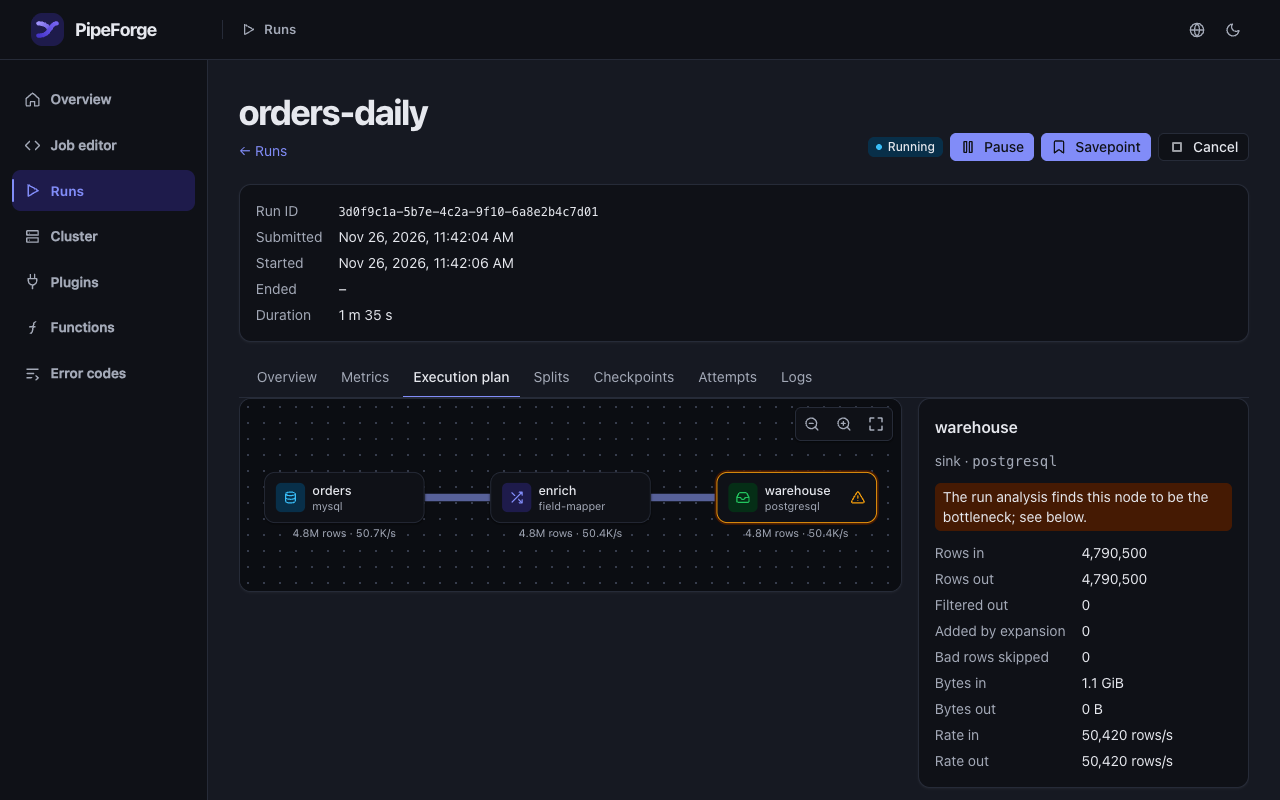 PipeForge
Runs
Overview
Job editor
Runs
Cluster
Plugins
Functions
Error codes
orders-daily
← Runs
Running
Pause
Savepoint
Cancel
Run ID 3d0f9c1a-5b7e-4c2a-9f10-6a8e2b4c7d01
Submitted Nov 26, 2026, 11:42:04 AM
Started Nov 26, 2026, 11:42:06 AM
Ended –
Duration 1 m 35 s
Overview Metrics Execution plan Splits Checkpoints Attempts Logs
orders
mysql
4.8M rows · 50.7K/s
enrich
field-mapper
4.8M rows · 50.4K/s
warehouse
postgresql
4.8M rows · 50.4K/s
warehouse
sink · postgresql
The run analysis finds this node to be the
bottleneck; see below.
Rows in 4,790,500
Rows out 4,790,500
Filtered out 0
Added by expansion 0
Bad rows skipped 0
Bytes in 1.1 GiB
Bytes out 0 B
Rate in 50,420 rows/s
Rate out 50,420 rows/s